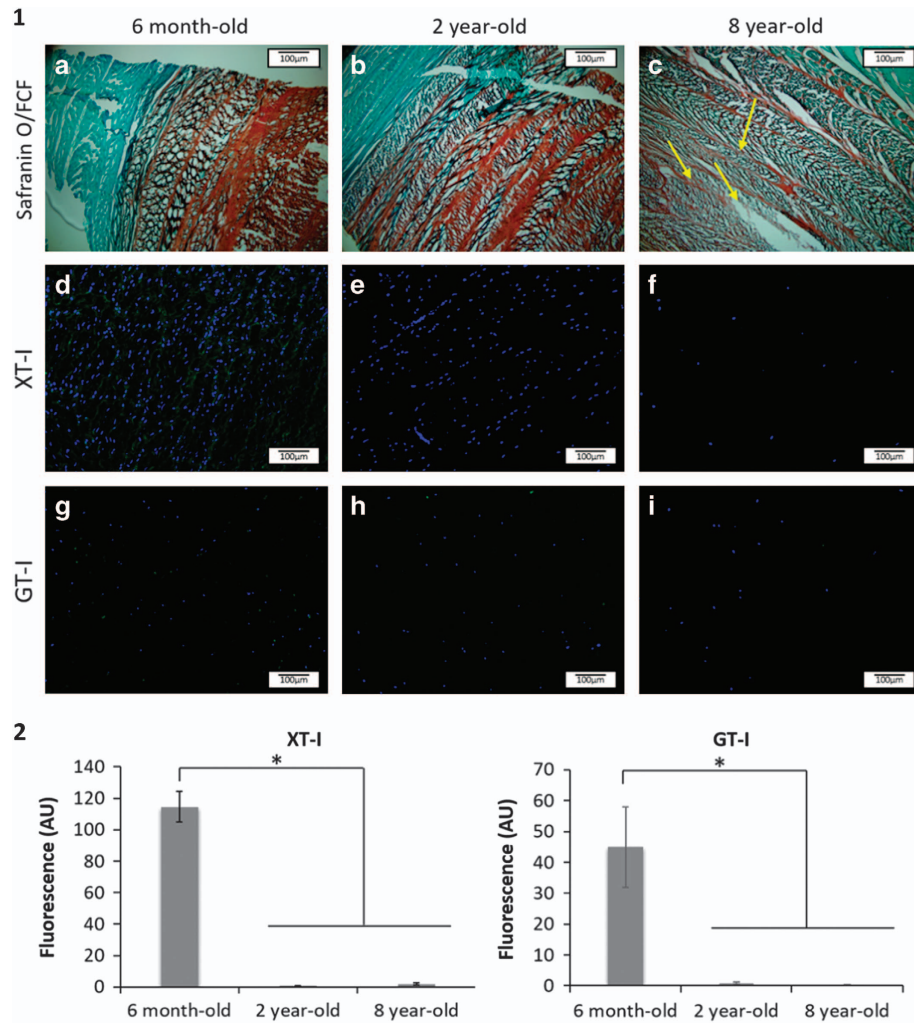 1
6 month-old
2 year-old
8 year-old
Safranin O/FCF
a
100µm
b
100µm
c
100µm
XT-I
d
100µm
e
100µm
f
100µm
GT-I
g
100µm
h
100µm
i
100µm
2
XT-I
Fluorescence (AU)
140
120
100
80
60
40
20
0
*
6 month-old
2 year-old
8 year-old
GT-I
Fluorescence (AU)
70
60
50
40
30
20
10
0
*
6 month-old
2 year-old
8 year-old